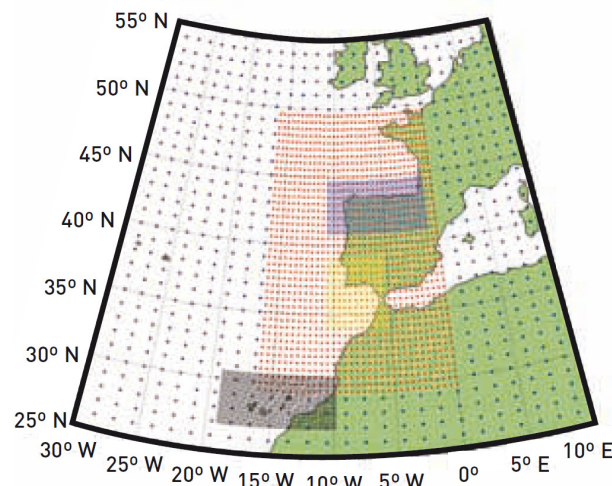 55º N
50º N
45º N
40º N
35º N
30º N
25º N
30º W
25º W
20º W
15º W
10º W
5º W
0º
5º E
10º E